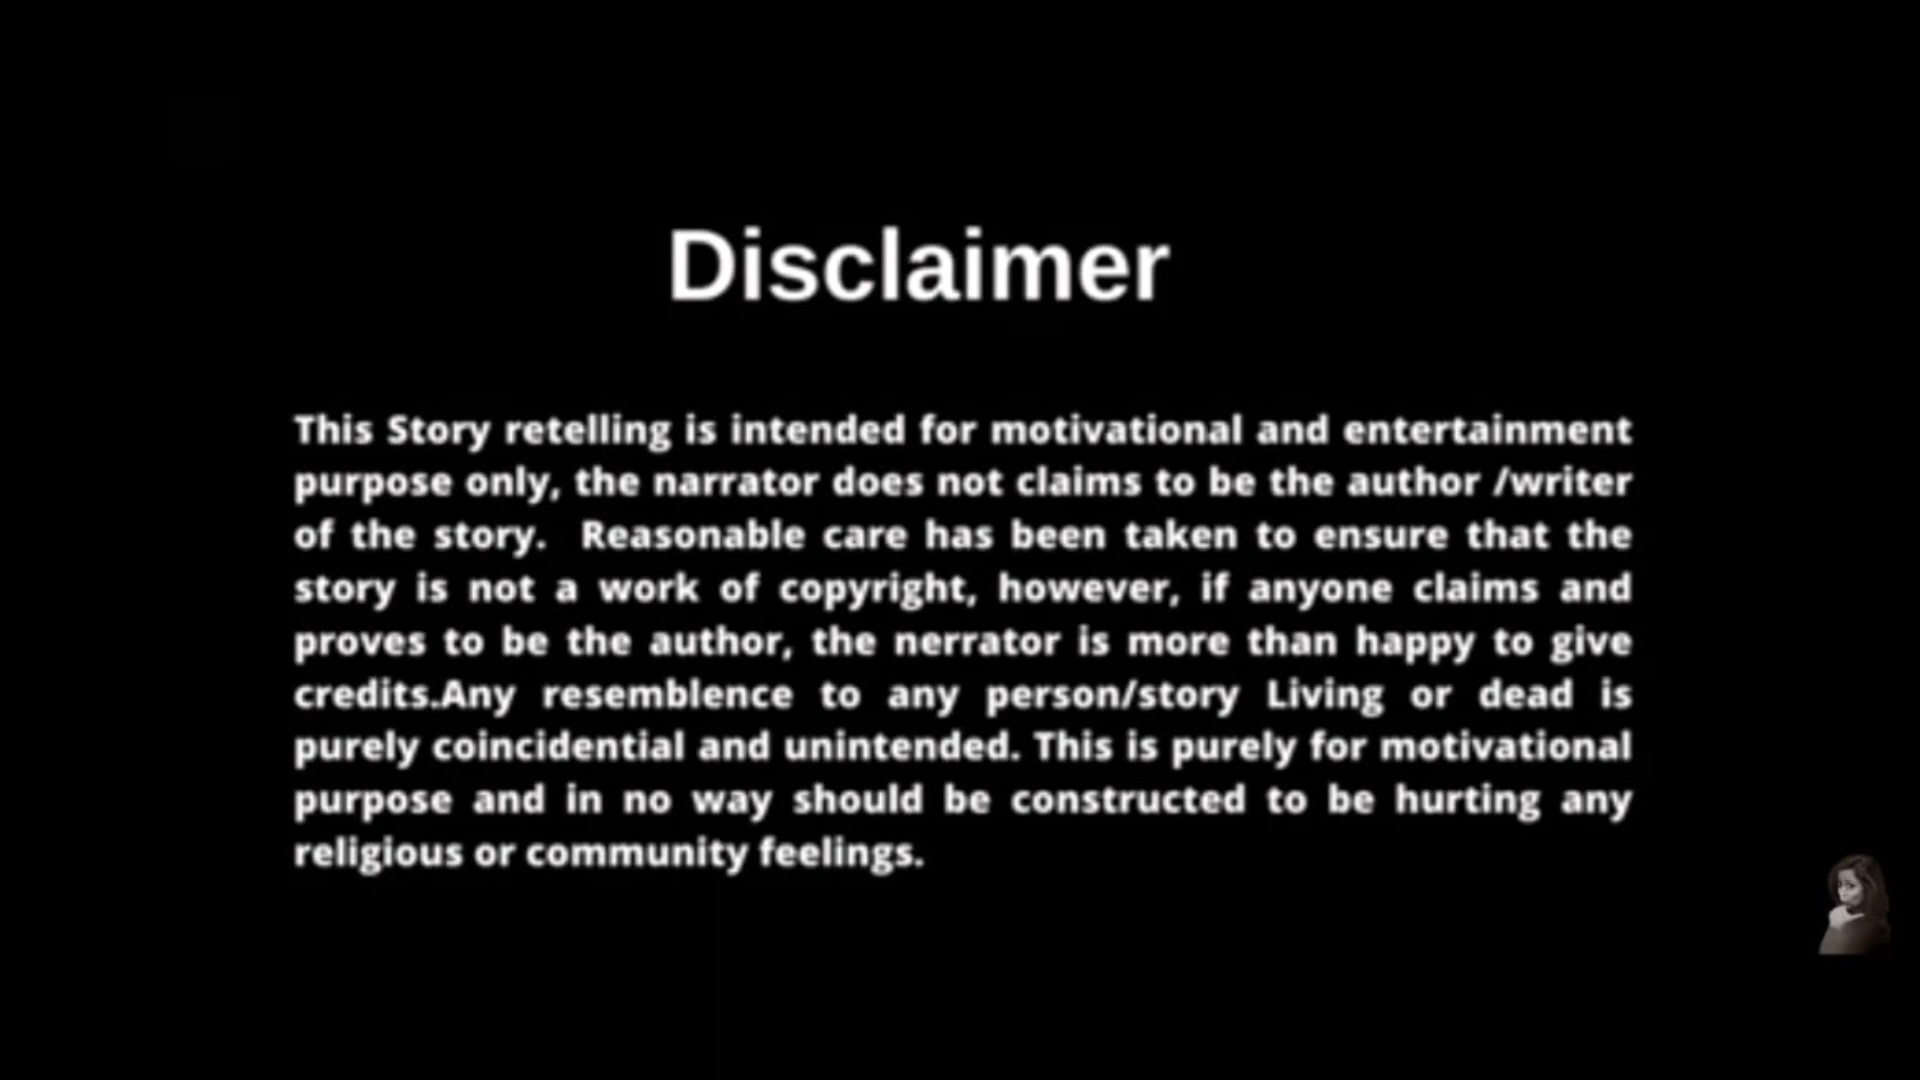 Disclaimer
This Story retelling is intended for motivational and entertainment
purpose only, the narrator does not claims to be the author /writer
of the story. Reasonable care has been taken to ensure that the
story is not a work of copyright, however, if anyone claims and
proves to be the author, the nerrator is more than happy to give
credits.Any resemblence to any person/story Living or dead is
purely coincidential and unintended. This is purely for motivational
purpose and in no way should be constructed to be hurting any
religious or community feelings.